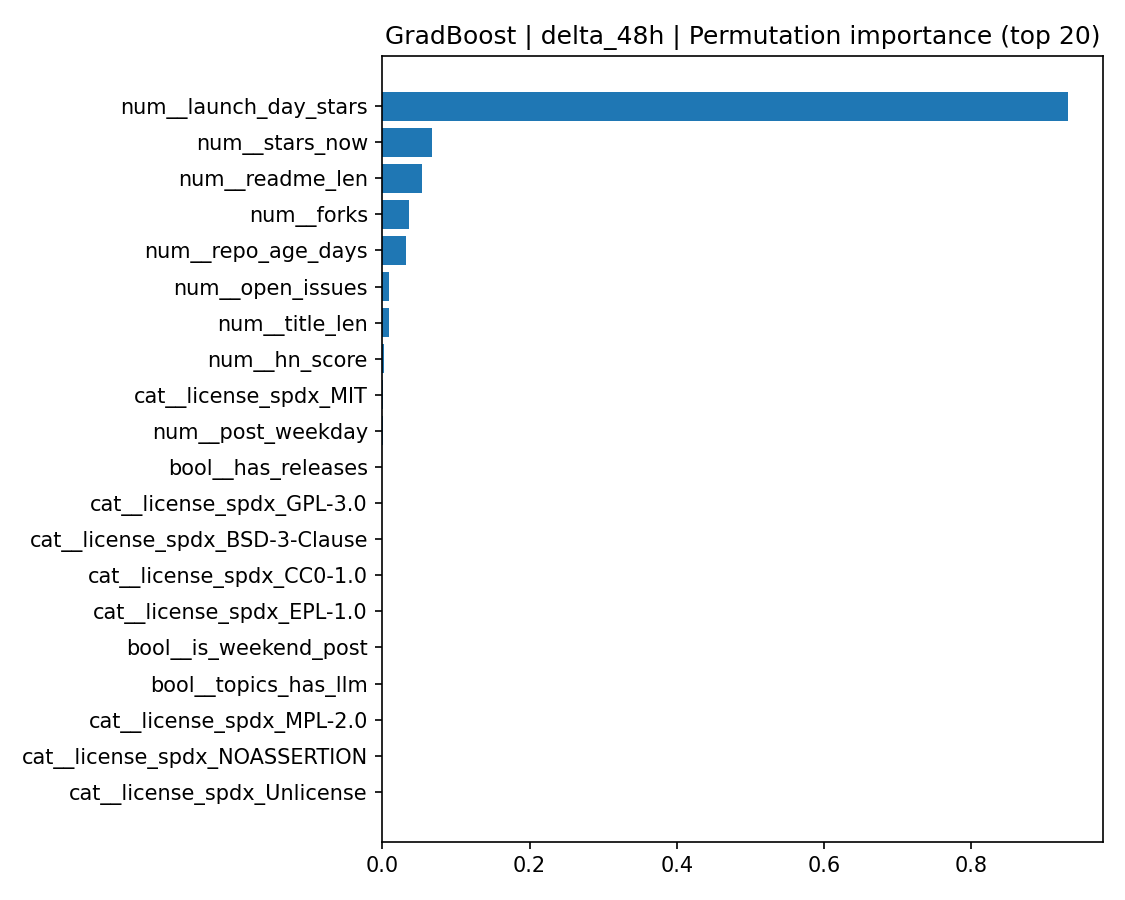 GradBoost | delta_48h | Permutation importance (top 20)
num__launch_day_stars
num__stars_now
num__readme_len
num__forks
num__repo_age_days
num__open_issues
num__title_len
num__hn_score
cat__license_spdx_MIT
num__post_weekday
bool__has_releases
cat__license_spdx_GPL-3.0
cat__license_spdx_BSD-3-Clause
cat__license_spdx_CC0-1.0
cat__license_spdx_EPL-1.0
bool__is_weekend_post
bool__topics_has_llm
cat__license_spdx_MPL-2.0
cat__license_spdx_NOASSERTION
cat__license_spdx_Unlicense
0.0 0.2 0.4 0.6 0.8